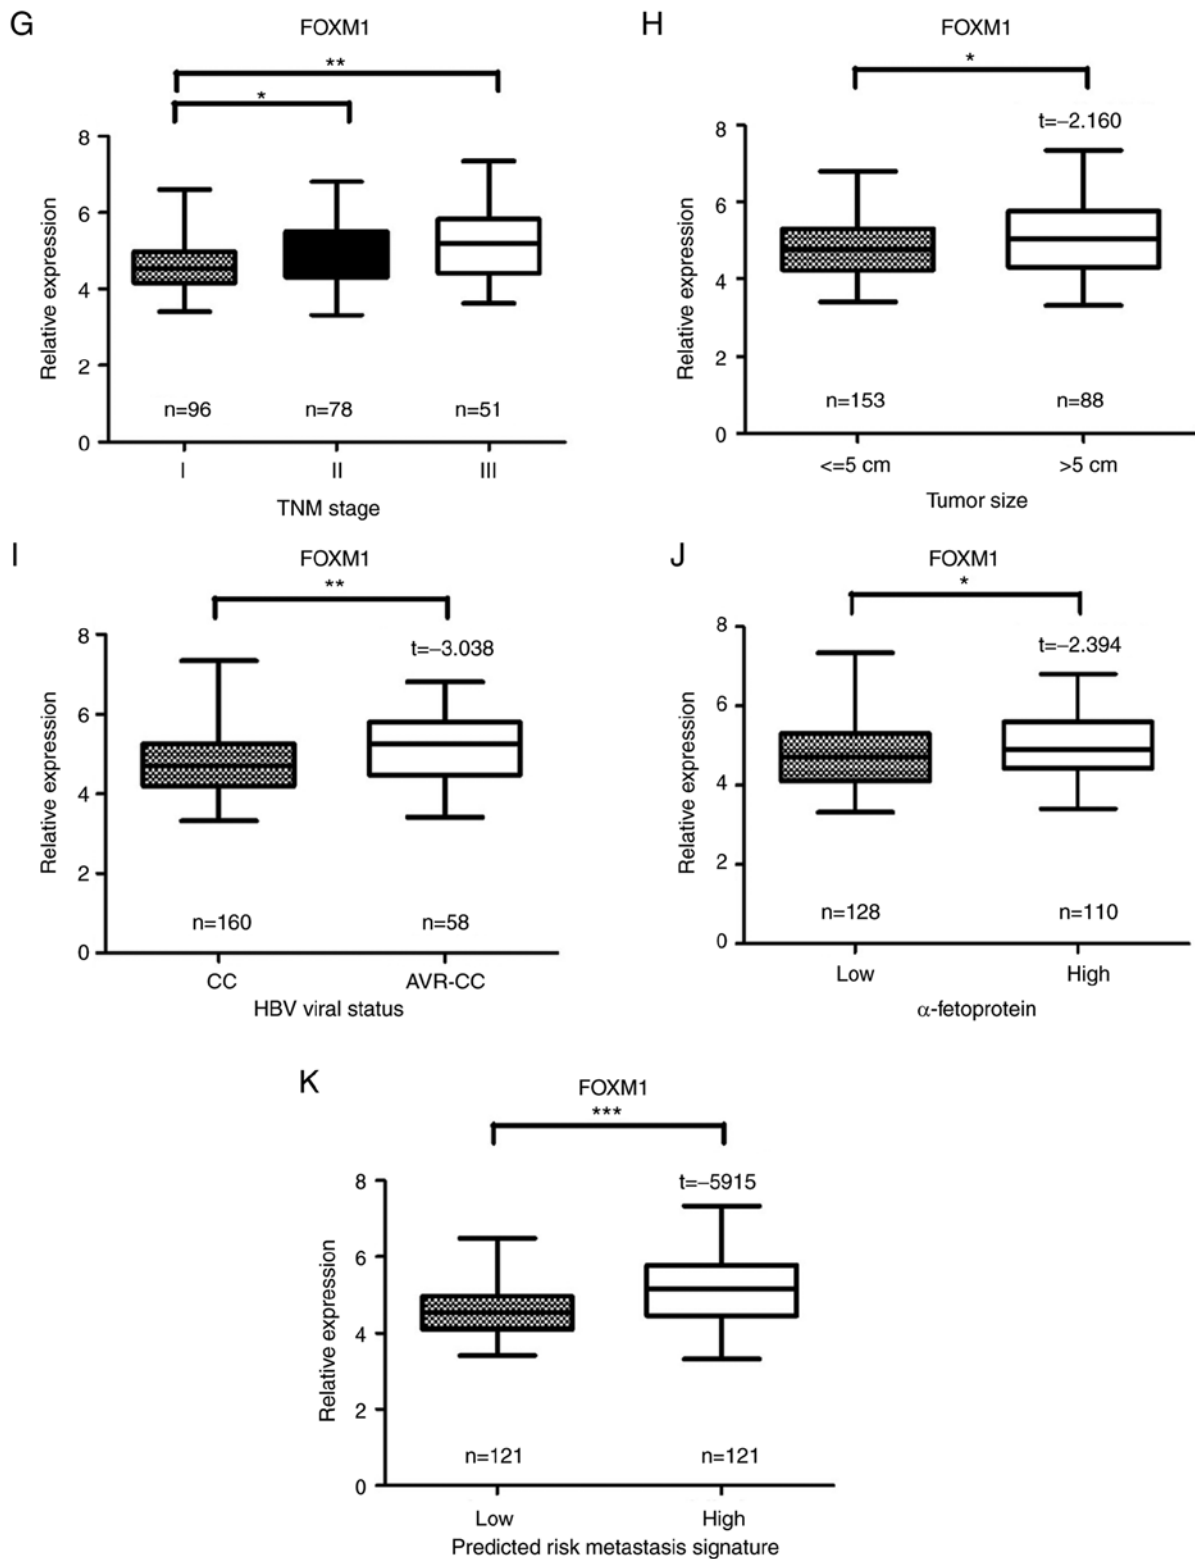 G
FOXM1
**
*
8
6
4
2
0
Relative expression
n=96 n=78 n=51
I II III
TNM stage
H
FOXM1
*
t=–2.160
8
6
4
2
0
Relative expression
n=153 n=88
<=5 cm >5 cm
Tumor size
I
FOXM1
**
t=–3.038
8
6
4
2
0
Relative expression
n=160 n=58
CC AVR-CC
HBV viral status
J
FOXM1
*
t=–2.394
8
6
4
2
0
Relative expression
n=128 n=110
Low High
α-fetoprotein
K
FOXM1
***
t=–5915
8
6
4
2
0
Relative expression
n=121 n=121
Low High
Predicted risk metastasis signature